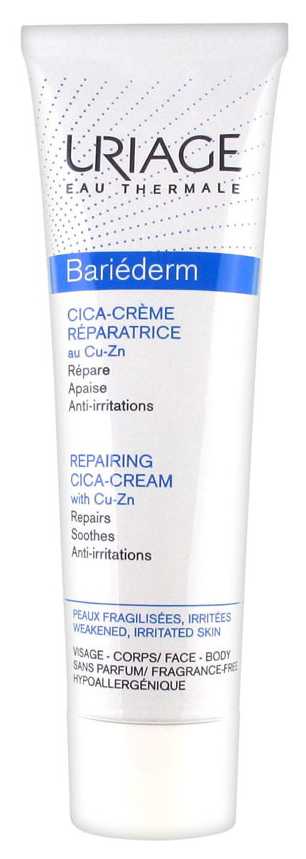 URIAGE
EAU THERMALE
Bariéderm
CICA-CRÈME
RÉPARATRICE
au Cu-Zn
Répare
Apaise
Anti-irritations
REPAIRING
CICA-CREAM
with Cu-Zn
Repairs
Soothes
Anti-irritations
PEAUX FRAGILISÉES, IRRITÉES
WEAKENED, IRRITATED SKIN
VISAGE - CORPS/ FACE - BODY
SANS PARFUM/ FRAGRANCE-FREE
HYPOALLERGÉNIQUE